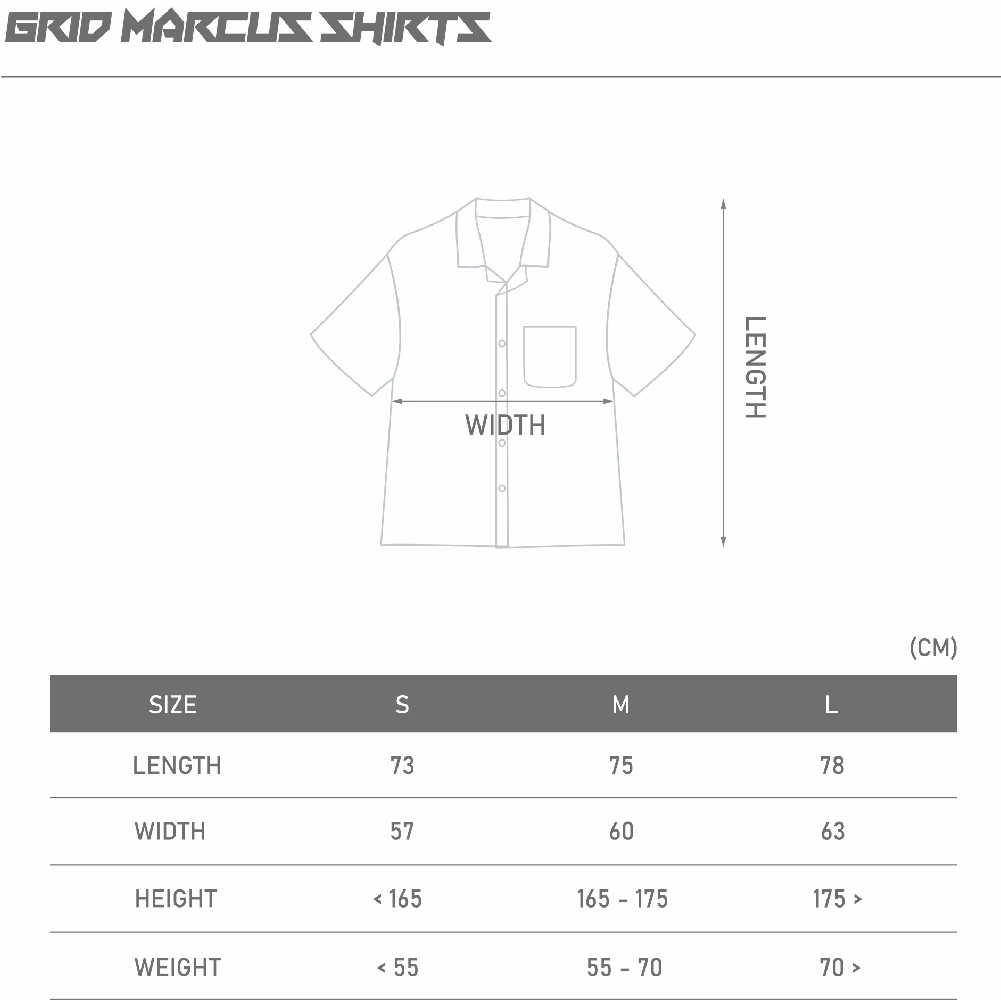 GRID MARCUS SHIRTS
LENGTH
WIDTH
(CM)
SIZE S M L
LENGTH 73 75 78
WIDTH 57 60 63
HEIGHT < 165 165 - 175 175 >
WEIGHT < 55 55 - 70 70 >